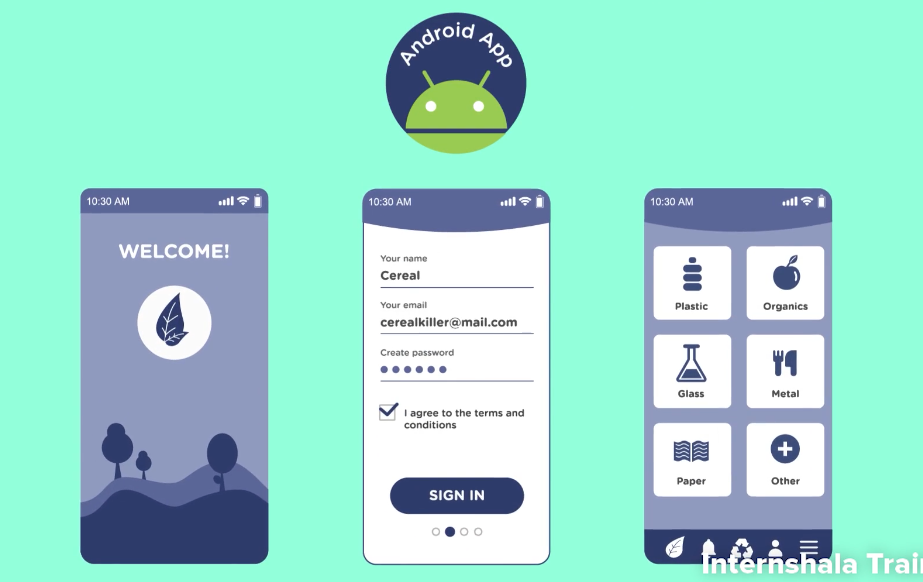 Android App
10:30 AM
WELCOME!
10:30 AM
Your name
Cereal
Your email
cerealkiller@mail.com
Create password
I agree to the terms and
conditions
SIGN IN
10:30 AM
Plastic
Organics
Glass
Metal
Paper
Other
Internshala Trai